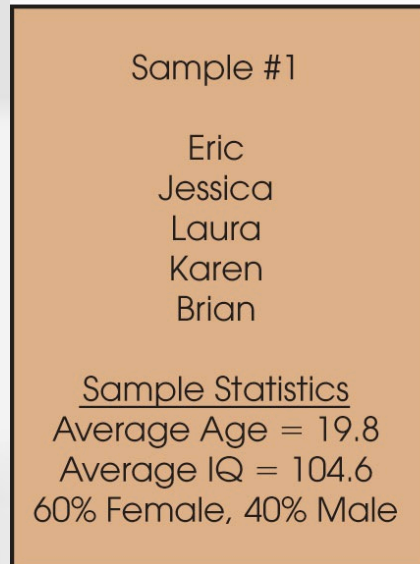 Sample #1
Eric
Jessica
Laura
Karen
Brian
Sample Statistics
Average Age = 19.8
Average IQ = 104.6
60% Female, 40% Male